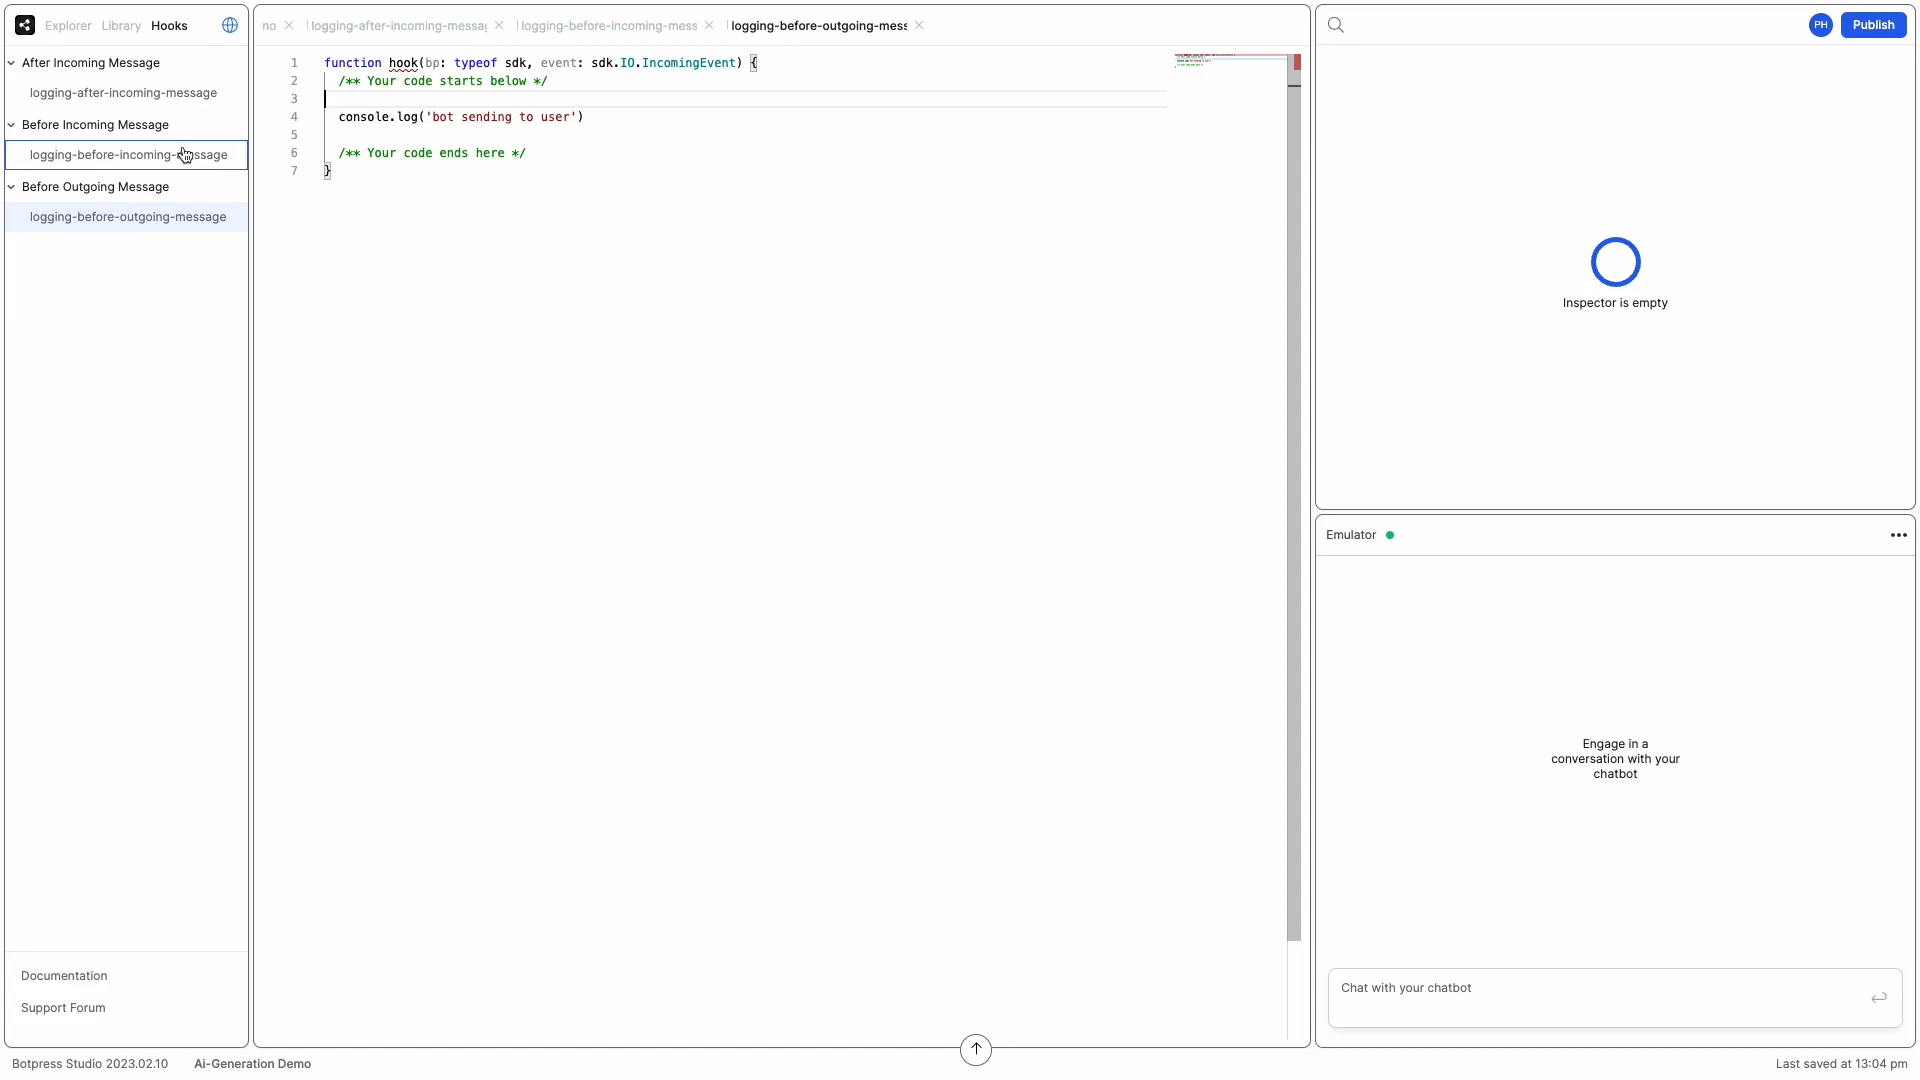 Explorer Library Hooks
After Incoming Message
logging-after-incoming-message
Before Incoming Message
logging-before-incoming-message
Before Outgoing Message
logging-before-outgoing-message
Documentation
Support Forum
no
logging-after-incoming-messag
logging-before-incoming-mess
logging-before-outgoing-mess
1 function hook(bp: typeof sdk, event: sdk.IO.IncomingEvent) {
2 /** Your code starts below */
3
4 console.log('bot sending to user')
5
6 /** Your code ends here */
7 }
PH Publish
Inspector is empty
Emulator
Engage in a
conversation with your
chatbot
Chat with your chatbot
Botpress Studio 2023.02.10 Ai-Generation Demo
Last saved at 13:04 pm